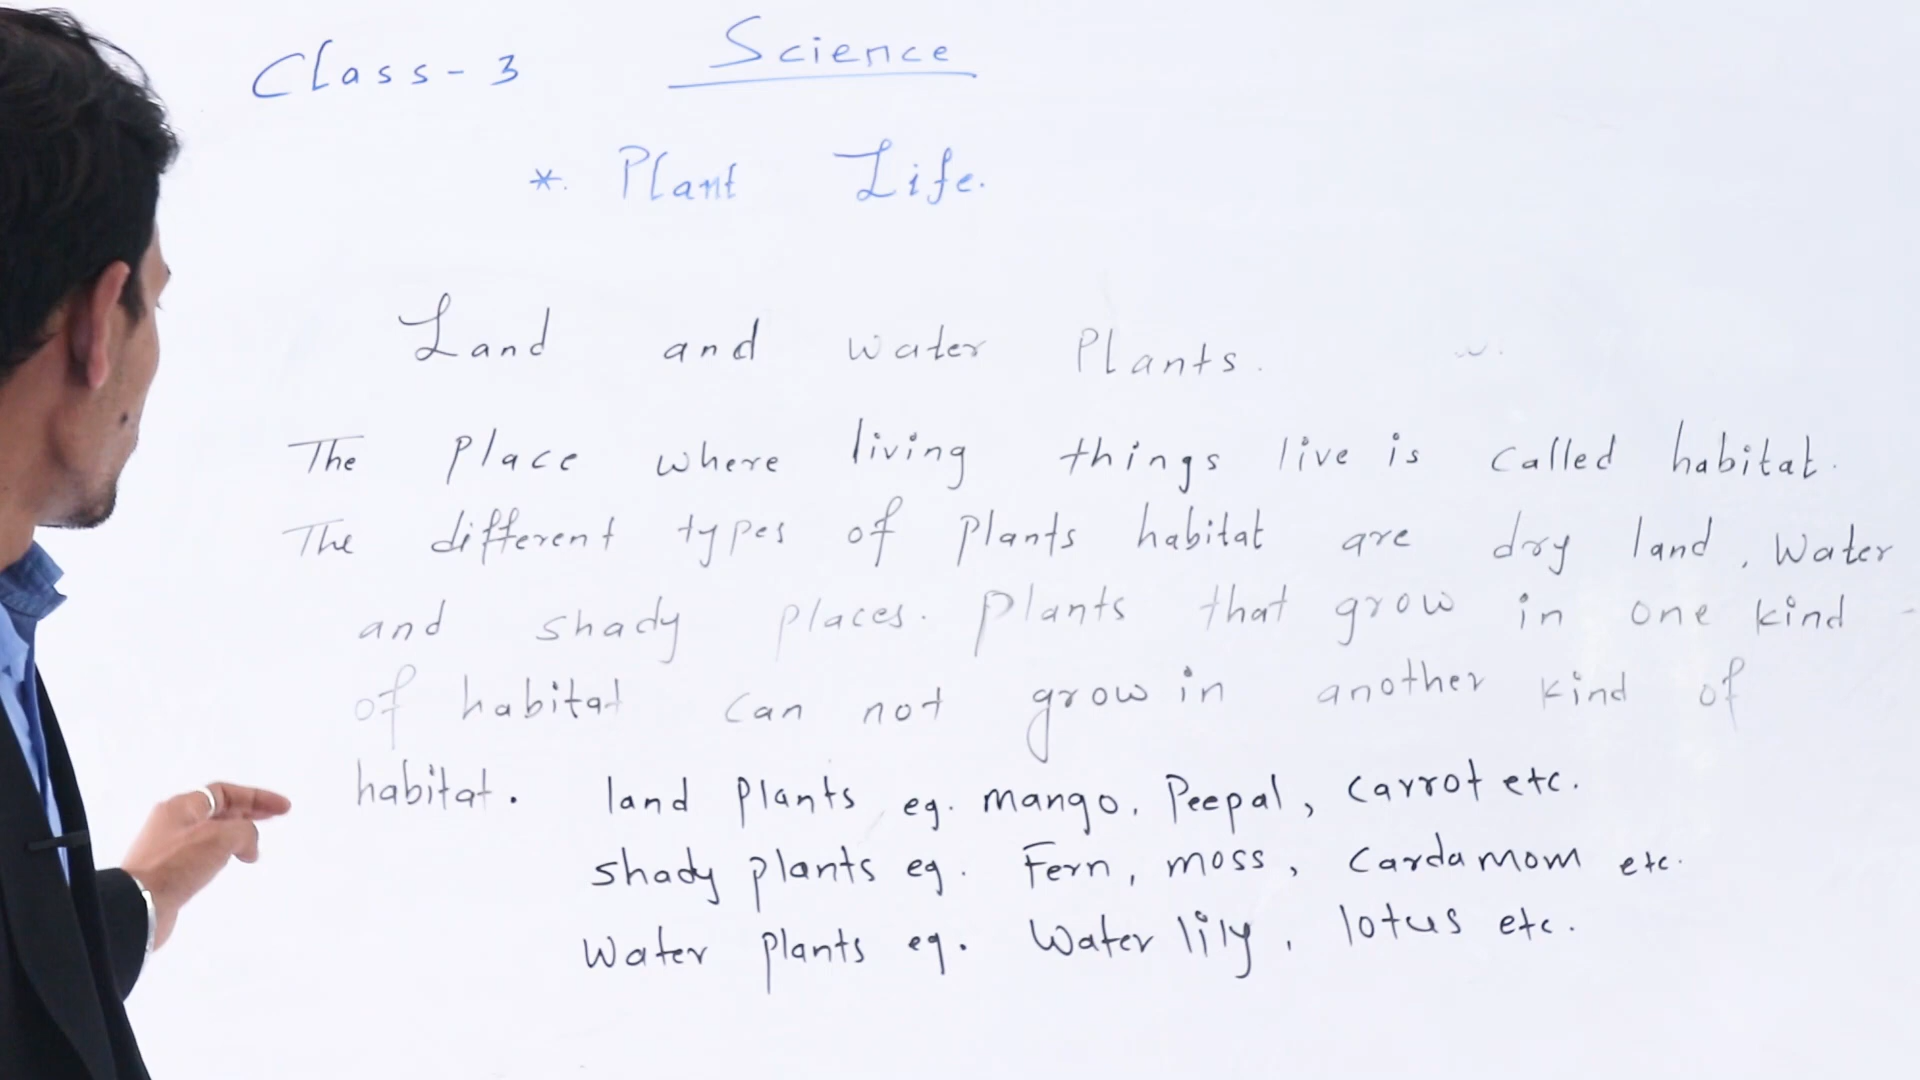 Class-3 Science
*. Plant Life.
Land and water Plants.
The place where living things live is called habitat.
The different types of plants habitat are dry land, Water
and shady places. plants that grow in one kind
of habitat can not grow in another kind of
habitat. land plants eg. mango, Peepal, carrot etc.
shady plants eg. Fern, moss, cardamom etc.
Water plants eg. Water lily, lotus etc.